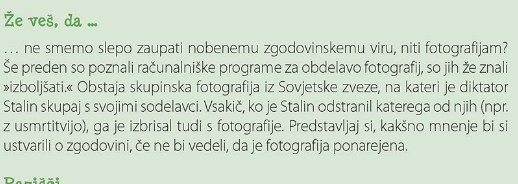 Že veš, da ...
... ne smemo slepo zaupati nobenemu zgodovinskemu viru, niti fotografijam?
Še preden so poznali računalniške programe za obdelavo fotografij, so jih že znali
»izboljšati.« Obstaja skupinska fotografija iz Sovjetske zveze, na kateri je diktator
Stalin skupaj s svojimi sodelavci. Vsakič, ko je Stalin odstranil katerega od njih (npr.
z usmrtitvijo), ga je izbrisal tudi s fotografije. Predstavljaj si, kakšno mnenje bi si
ustvarili o zgodovini, če ne bi vedeli, da je fotografija ponarejena.